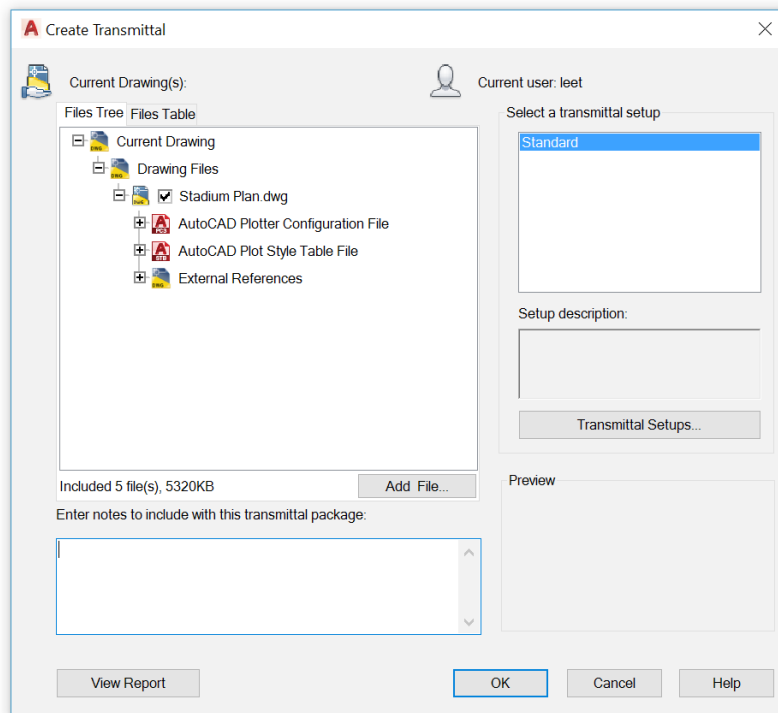 Create Transmittal
Current Drawing(s):
Current user: leet
Files Tree
Files Table
Current Drawing
Drawing Files
Stadium Plan.dwg
AutoCAD Plotter Configuration File
AutoCAD Plot Style Table File
External References
Included 5 file(s), 5320KB
Add File...
Enter notes to include with this transmittal package:
Select a transmittal setup
Standard
Setup description:
Transmittal Setups...
Preview
View Report
OK
Cancel
Help